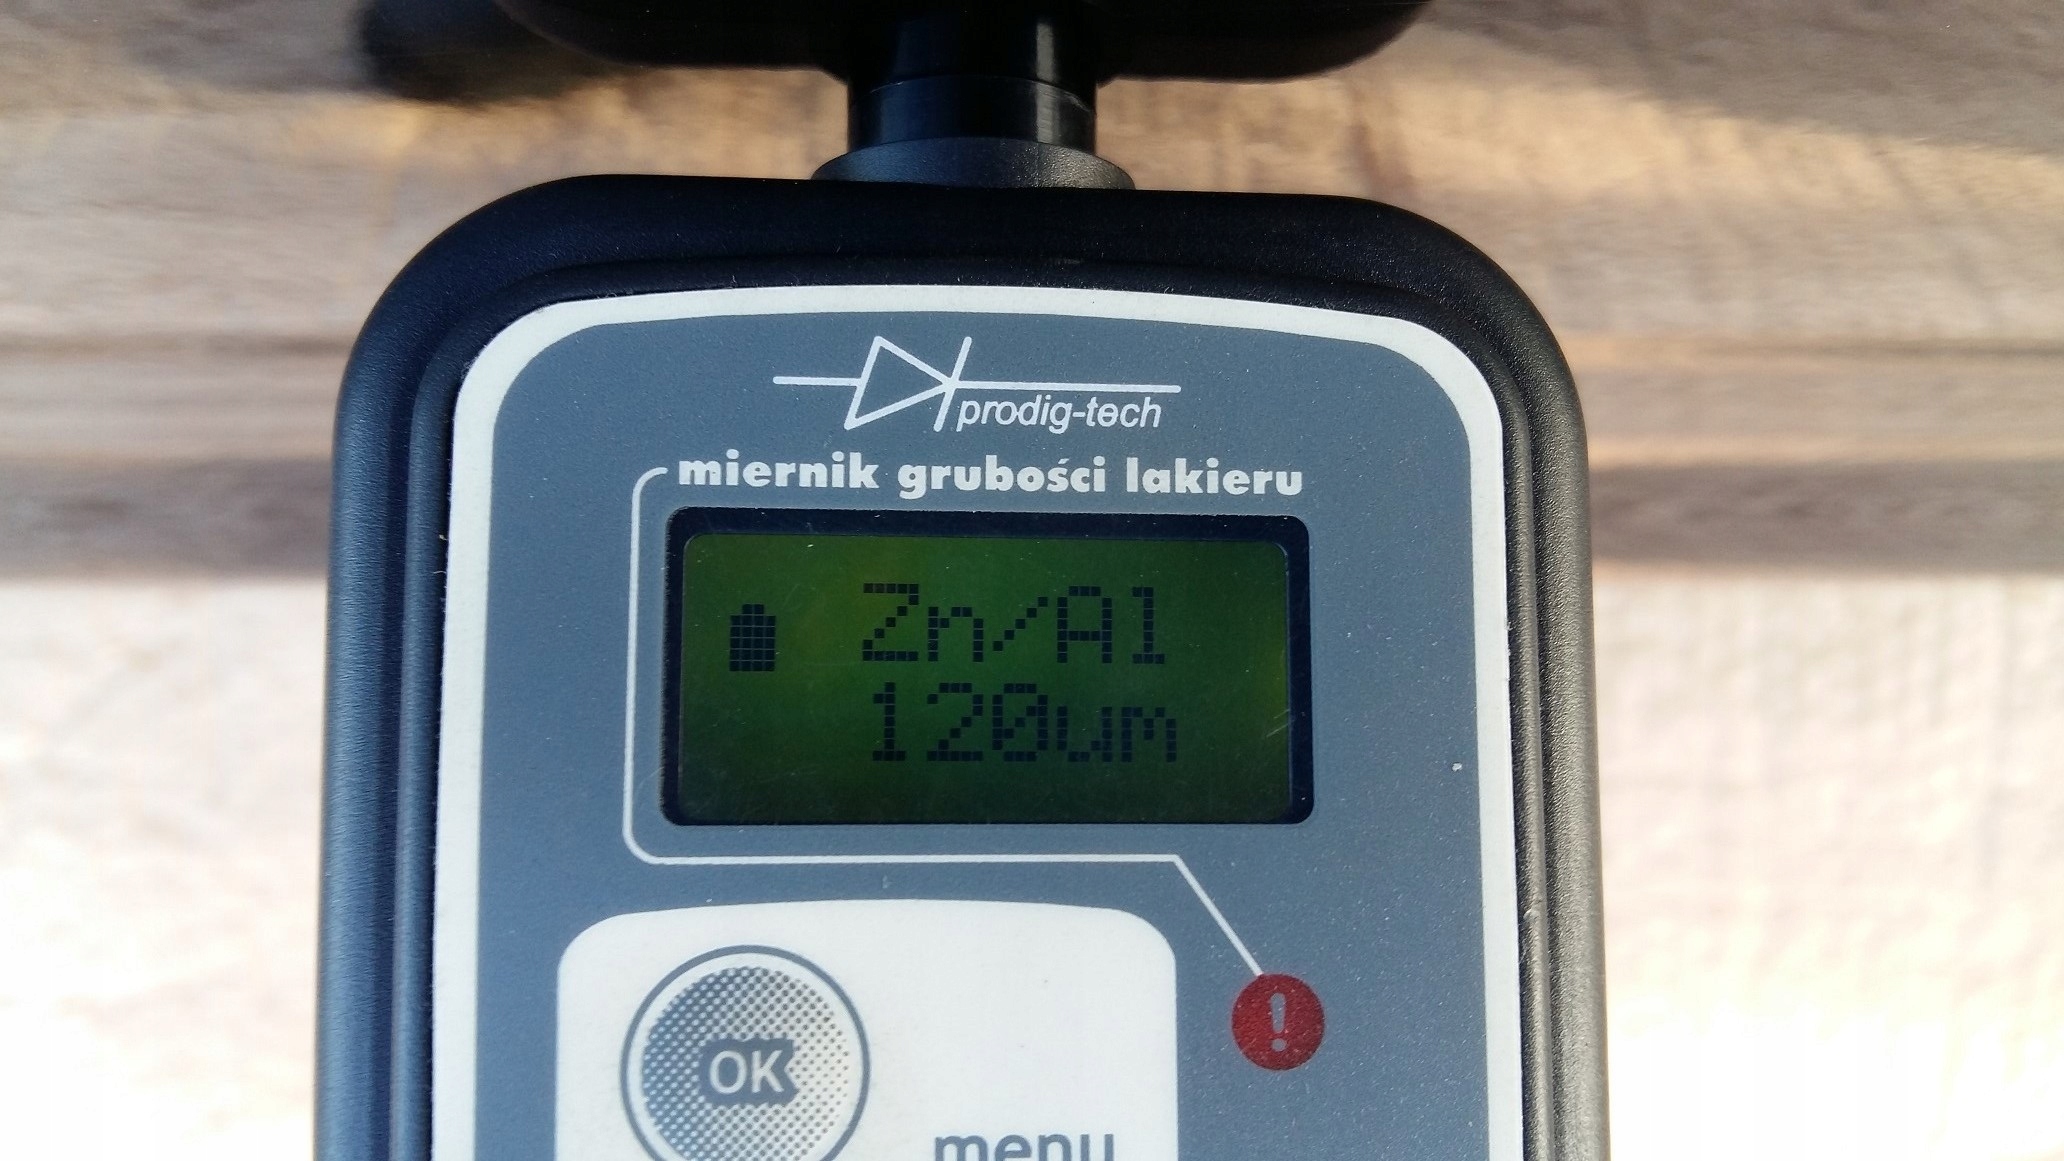 prodig-tech
miernik grubości lakieru
Zn/Al
120um
!
OK
menu